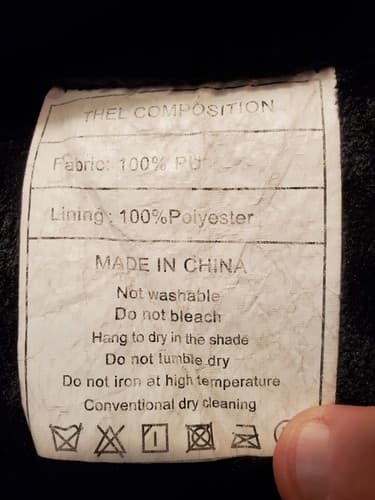 THEL COMPOSITION
Fabric: 100% PU
Lining: 100%Polyester
MADE IN CHINA
Not washable
Do not bleach
Hang to dry in the shade
Do not tumble dry
Do not iron at high temperature
Conventional dry cleaning